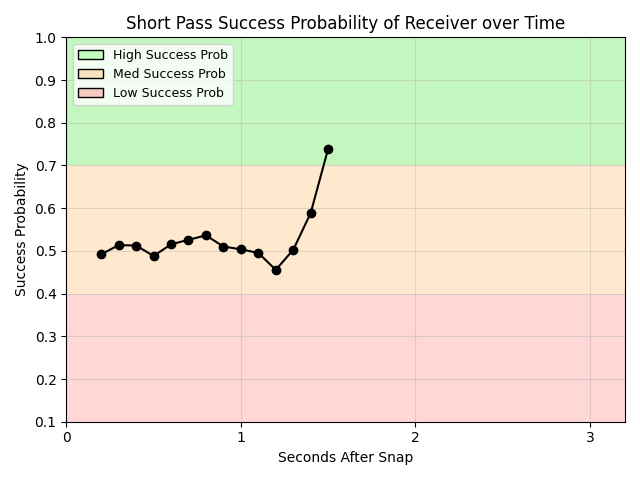 Short Pass Success Probability of Receiver over Time
1.0
High Success Prob
Med Success Prob
Low Success Prob
0.9
0.8
0.7
0.6
0.5
0.4
0.3
0.2
0.1
Success Probability
0 1 2 3
Seconds After Snap